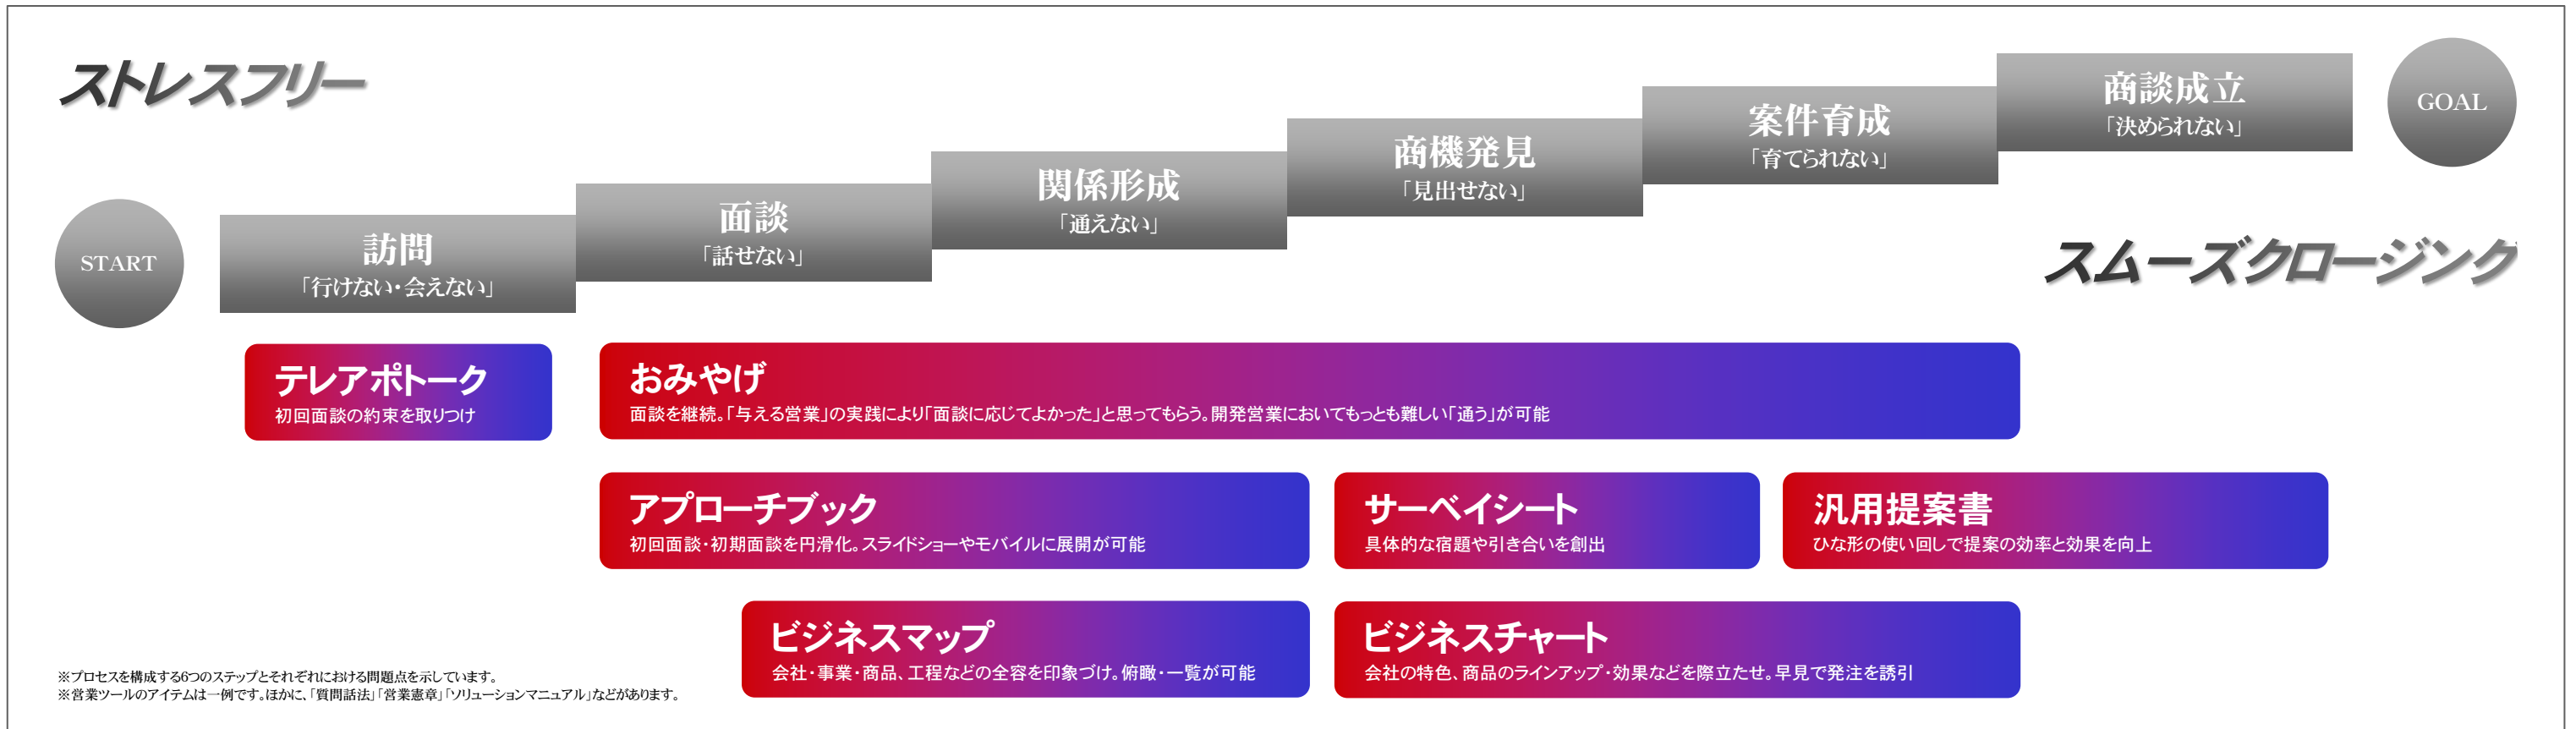 ストレスフリー
START
訪問
「行けない・会えない」
面談
「話せない」
関係形成
「通えない」
商機発見
「見出せない」
案件育成
「育てられない」
商談成立
「決められない」
GOAL
スムーズクロージング
テレアポトーク
初回面談の約束を取りつけ
おみやげ
面談を継続。「与える営業」の実践により「面談に応じてよかった」と思ってもらう。開発営業においてもっとも難しい「通う」が可能
アプローチブック
初回面談・初期面談を円滑化。スライドショーやモバイルに展開が可能
サーベイシート
具体的な宿題や引き合いを創出
汎用提案書
ひな形の使い回しで提案の効率と効果を向上
ビジネスマップ
会社・事業・商品、工程などの全容を印象づけ。俯瞰・一覧が可能
ビジネスチャート
会社の特色、商品のラインアップ・効果などを際立たせ。早見で発注を誘引
※プロセスを構成する6つのステップとそれぞれにおける問題点を示しています。
※営業ツールのアイテムは一例です。ほかに、「質問話法」「営業憲章」「ソリューションマニュアル」などがあります。